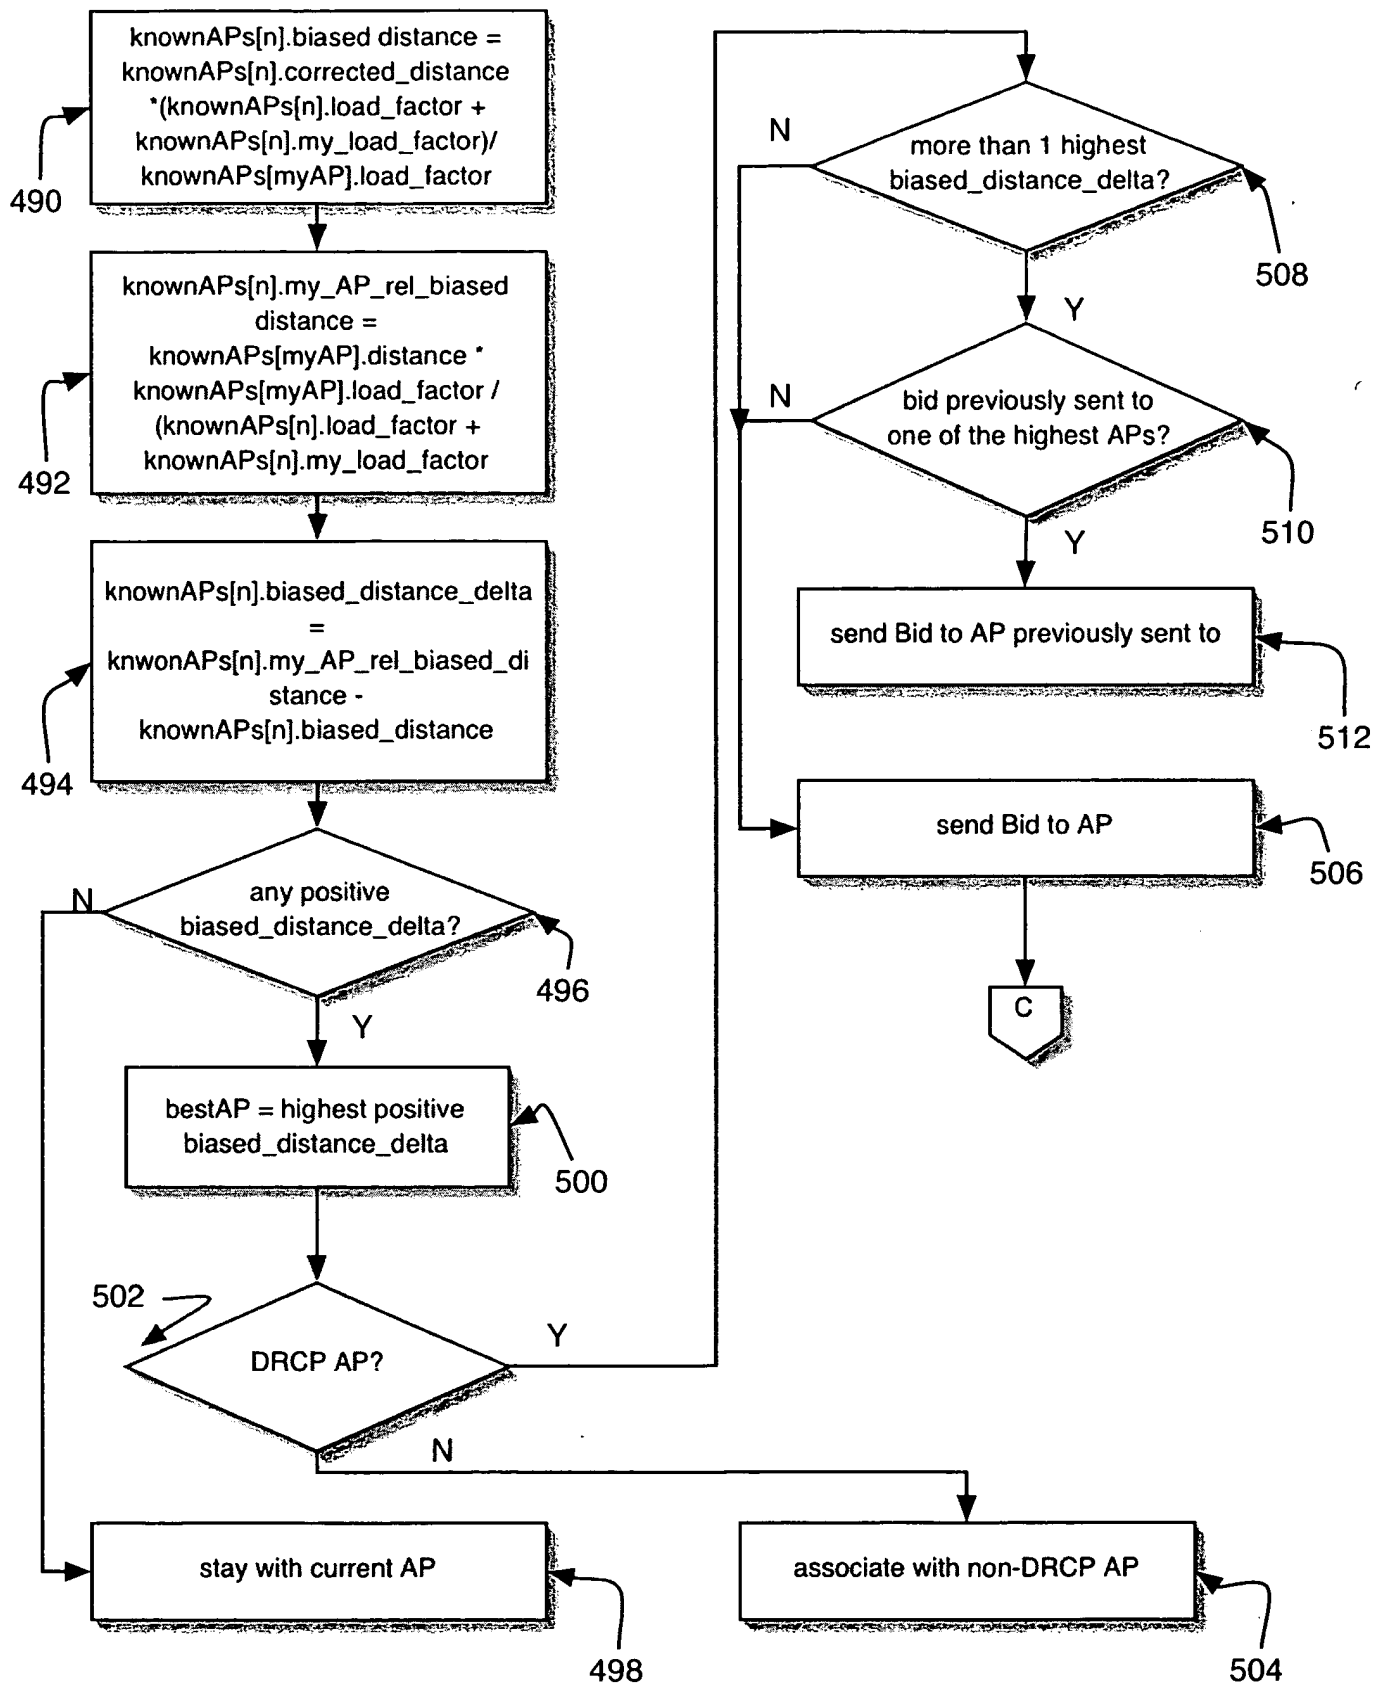 knownAPs[n].biased distance =
knownAPs[n].corrected_distance
*(knownAPs[n].load_factor +
knownAPs[n].my_load_factor)/
knownAPs[myAP].load_factor
490
knownAPs[n].my_AP_rel_biased
distance =
knownAPs[myAP].distance *
knownAPs[myAP].load_factor /
(knownAPs[n].load_factor +
knownAPs[n].my_load_factor
492
knownAPs[n].biased_distance_delta
=
knwonAPs[n].my_AP_rel_biased_di
stance -
knownAPs[n].biased_distance
494
any positive
biased_distance_delta?
N
496
Y
bestAP = highest positive
biased_distance_delta
500
502
DRCP AP?
Y
N
stay with current AP
498
associate with non-DRCP AP
504
N
more than 1 highest
biased_distance_delta?
508
Y
N
bid previously sent to
one of the highest APs?
510
Y
send Bid to AP previously sent to
512
send Bid to AP
506
C